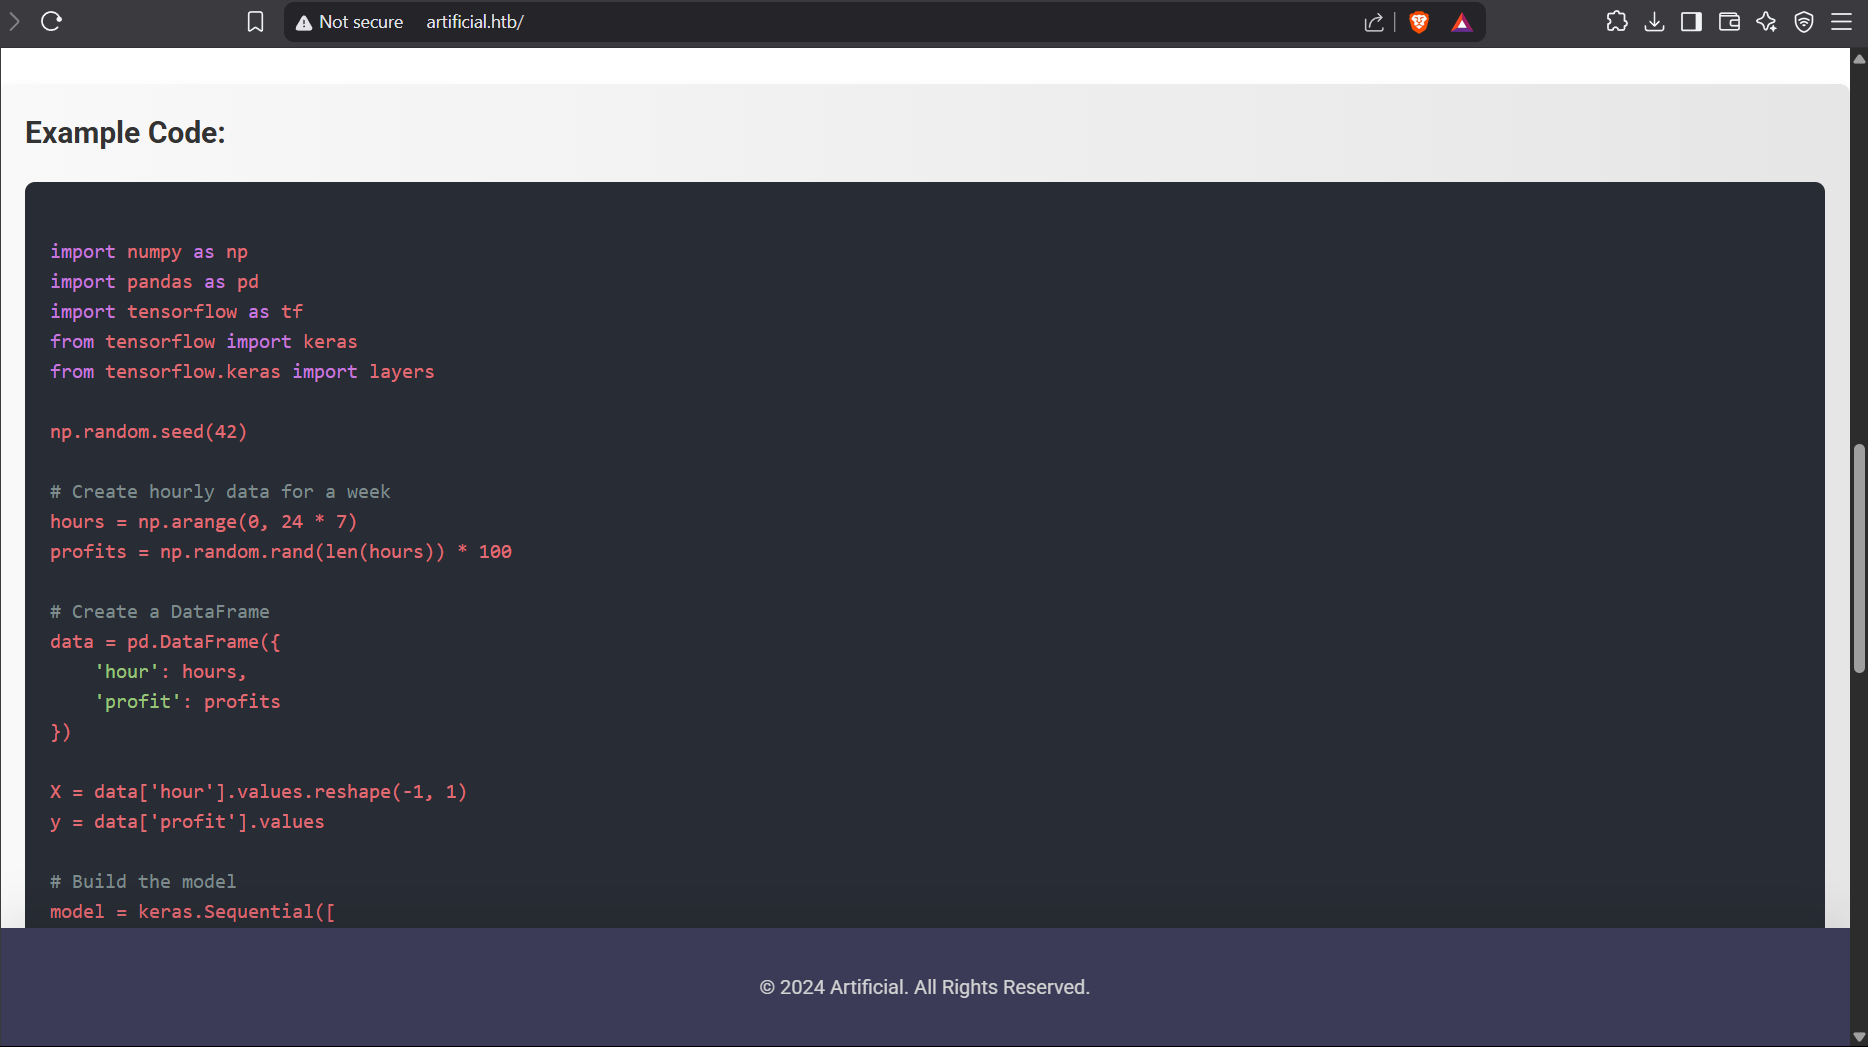 Not secure artificial.htb/
Example Code:
import numpy as np
import pandas as pd
import tensorflow as tf
from tensorflow import keras
from tensorflow.keras import layers
np.random.seed(42)
# Create hourly data for a week
hours = np.arange(0, 24 * 7)
profits = np.random.rand(len(hours)) * 100
# Create a DataFrame
data = pd.DataFrame({
    'hour': hours,
    'profit': profits
})
X = data['hour'].values.reshape(-1, 1)
y = data['profit'].values
# Build the model
model = keras.Sequential([
© 2024 Artificial. All Rights Reserved.